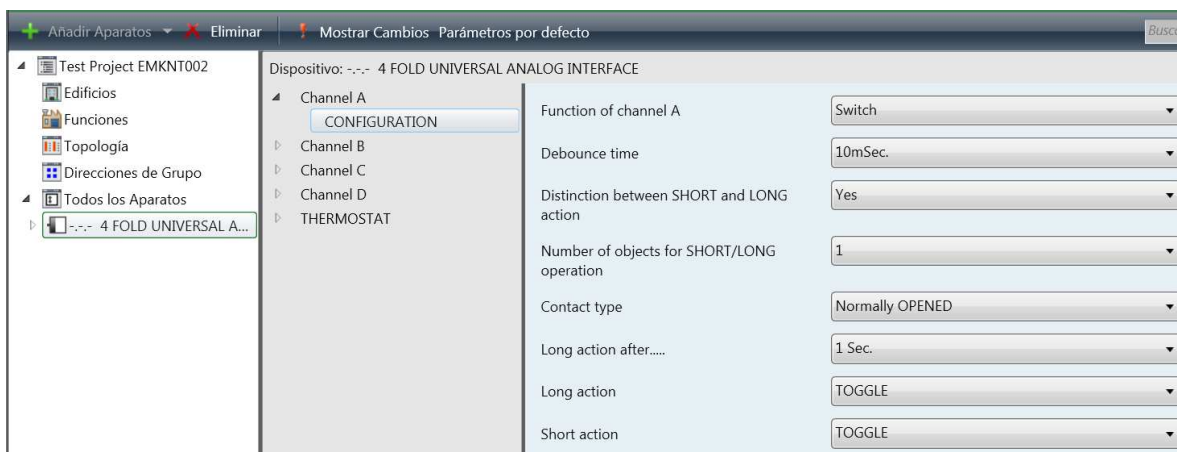 Añadir Aparatos Eliminar Mostrar Cambios Parámetros por defecto
Test Project EMKNT002
Edificios
Funciones
Topología
Direcciones de Grupo
Todos los Aparatos
-.-.- 4 FOLD UNIVERSAL A...
Dispositivo: -.-.- 4 FOLD UNIVERSAL ANALOG INTERFACE
Channel A
CONFIGURATION
Channel B
Channel C
Channel D
THERMOSTAT
Function of channel A Switch
Debounce time 10mSec.
Distinction between SHORT and LONG Yes
action
Number of objects for SHORT/LONG 1
operation
Contact type Normally OPENED
Long action after..... 1 Sec.
Long action TOGGLE
Short action TOGGLE